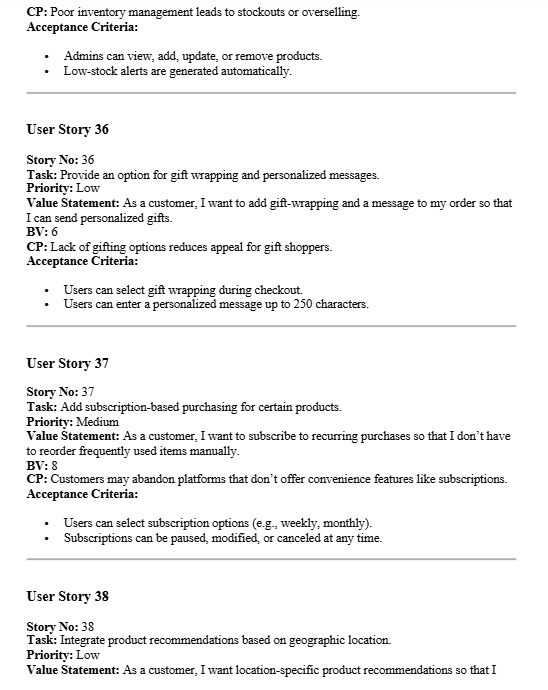 CP: Poor inventory management leads to stockouts or overselling.
Acceptance Criteria:
• Admins can view, add, update, or remove products.
• Low-stock alerts are generated automatically.
User Story 36
Story No: 36
Task: Provide an option for gift wrapping and personalized messages.
Priority: Low
Value Statement: As a customer, I want to add gift-wrapping and a message to my order so that
I can send personalized gifts.
BV: 6
CP: Lack of gifting options reduces appeal for gift shoppers.
Acceptance Criteria:
• Users can select gift wrapping during checkout.
• Users can enter a personalized message up to 250 characters.
User Story 37
Story No: 37
Task: Add subscription-based purchasing for certain products.
Priority: Medium
Value Statement: As a customer, I want to subscribe to recurring purchases so that I don’t have
to reorder frequently used items manually.
BV: 8
CP: Customers may abandon platforms that don’t offer convenience features like subscriptions.
Acceptance Criteria:
• Users can select subscription options (e.g., weekly, monthly).
• Subscriptions can be paused, modified, or canceled at any time.
User Story 38
Story No: 38
Task: Integrate product recommendations based on geographic location.
Priority: Low
Value Statement: As a customer, I want location-specific product recommendations so that I